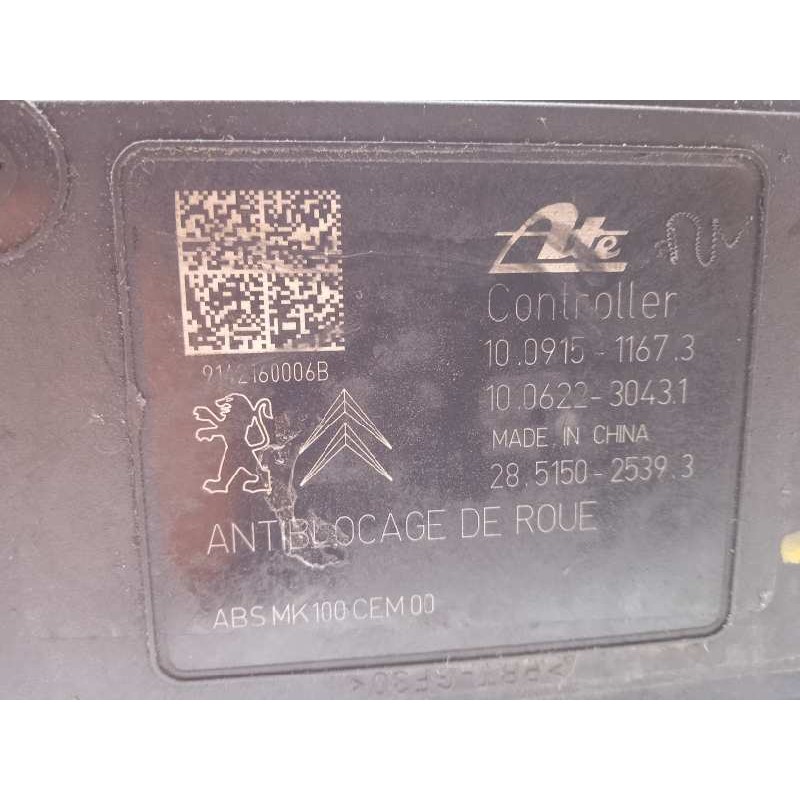 Ate
Controller
10.0915-1167.3
10.0622-3043.1
MADE IN CHINA
28.5150-2539.3
ANTIBLOCAGE DE ROUE
ABS MK100 CEM 00